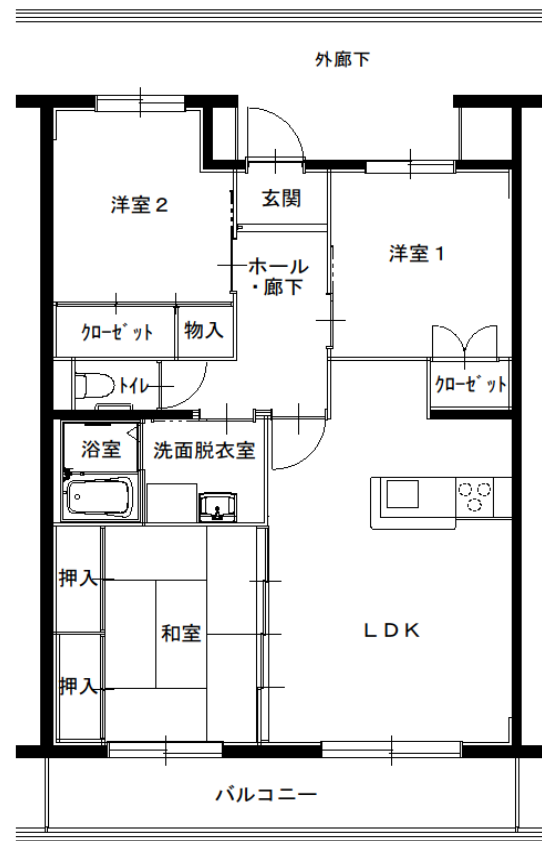 外廊下
洋室２
玄関
洋室１
ホール
・廊下
ｸﾛｰｾﾞｯﾄ
物入
ﾄｲﾚ
ｸﾛｰｾﾞｯﾄ
浴室
洗面脱衣室
押入
和室
ＬＤＫ
押入
バルコニー